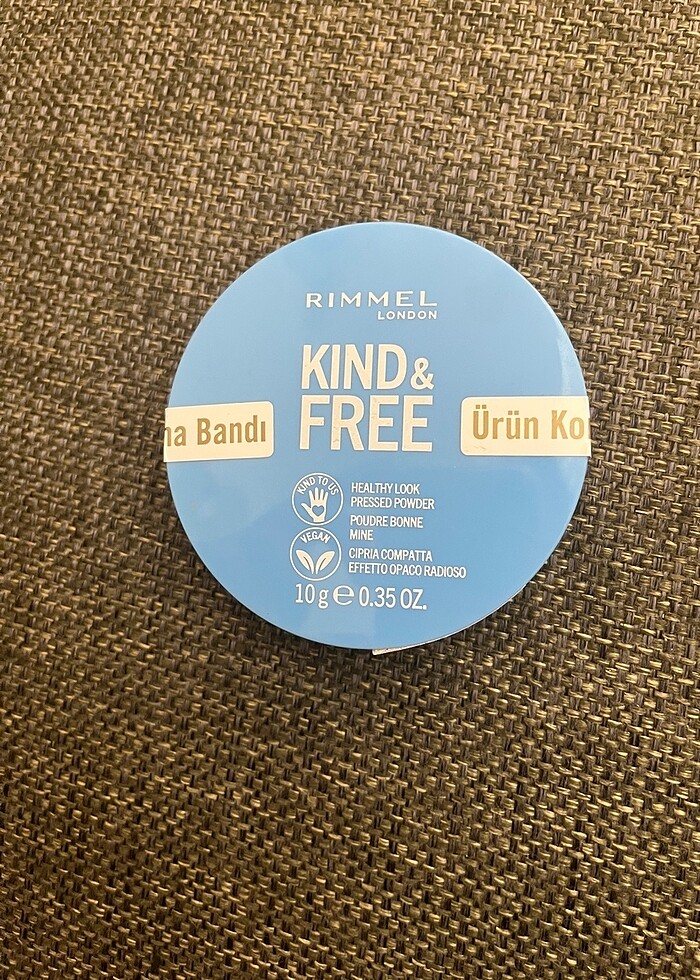 RIMMEL
LONDON
KIND &
FREE
na Bandı
Ürün Ko
KIND TO US
HEALTHY LOOK
PRESSED POWDER
POUDRE BONNE
MINE
VEGAN
CIPRIA COMPATTA
EFFETTO OPACO RADIOSO
10 g ℮ 0.35 OZ.